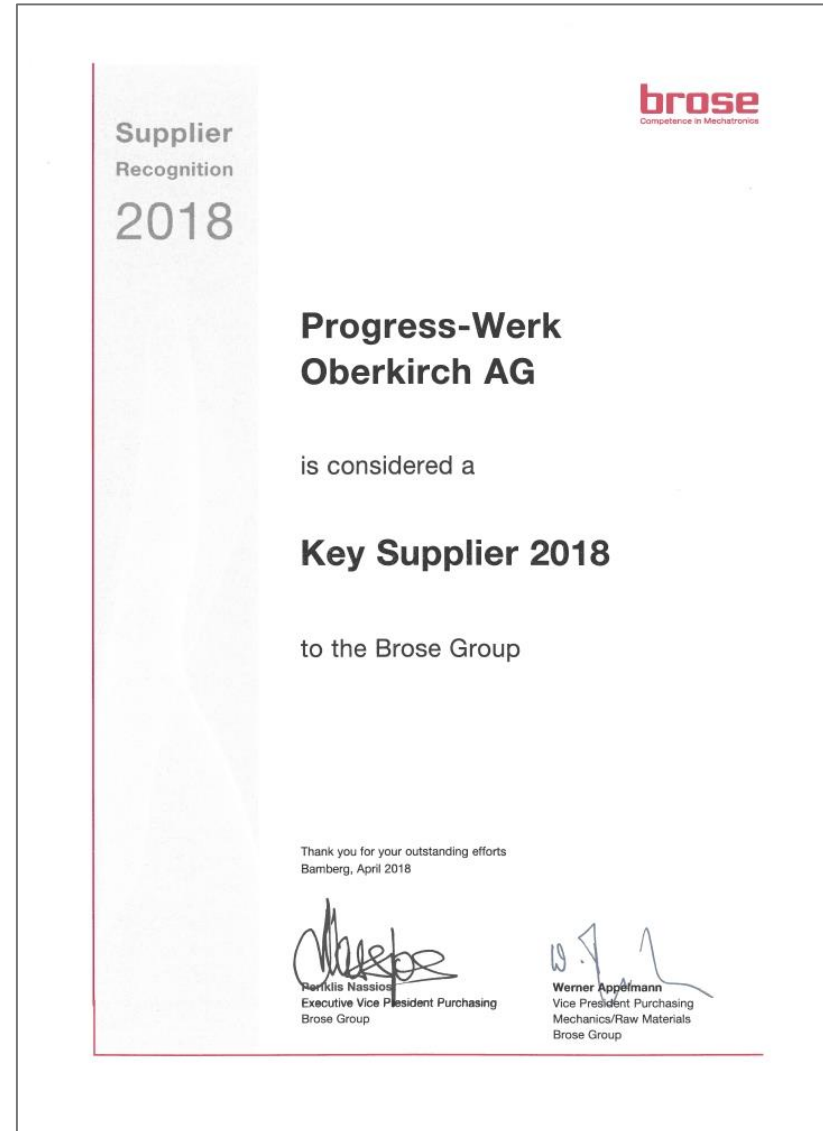 brose
Competence in Mechatronics
Supplier
Recognition
2018
Progress-Werk
Oberkirch AG
is considered a
Key Supplier 2018
to the Brose Group
Thank you for your outstanding efforts
Bamberg, April 2018
Periklis Nassios
Executive Vice President Purchasing
Brose Group
Werner Appelmann
Vice President Purchasing
Mechanics/Raw Materials
Brose Group